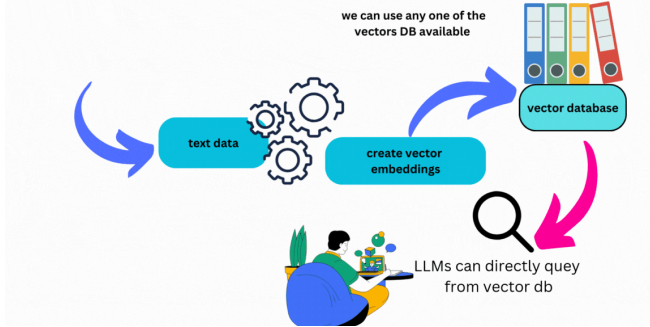 we can use any one of the
vectors DB available
vector database
text data
create vector
embeddings
LLMs can directly quey
from vector db